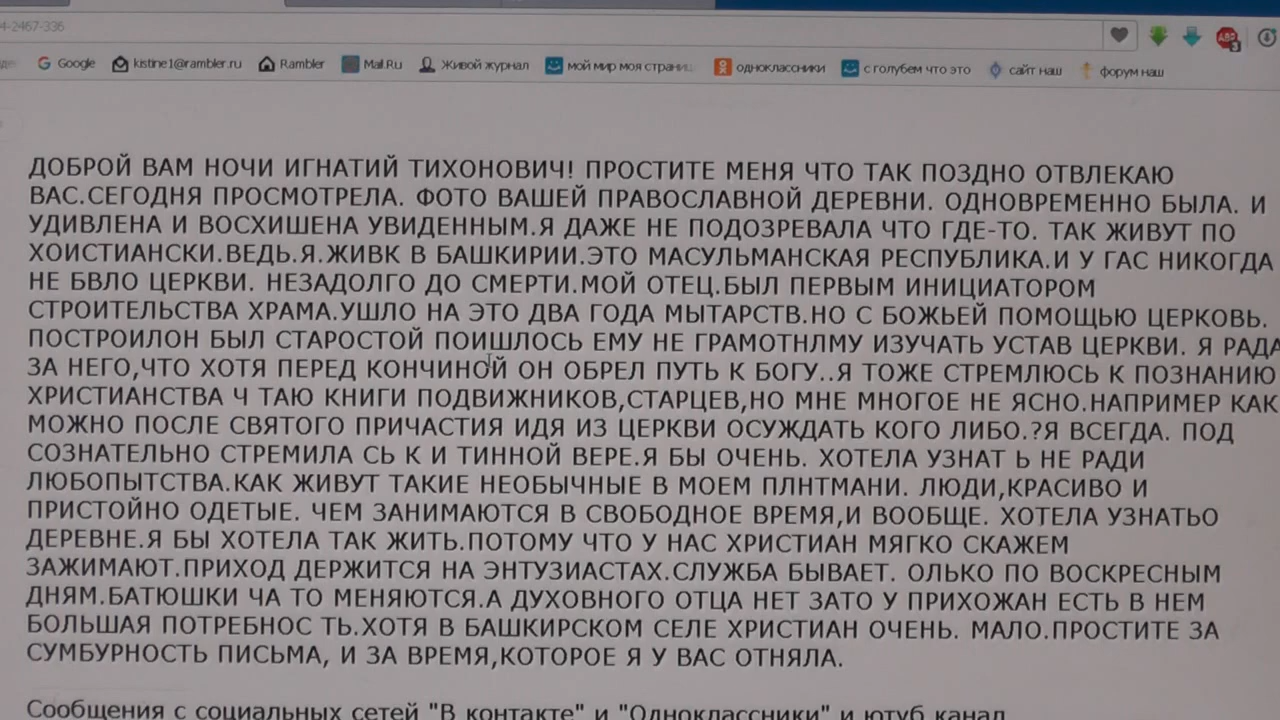 4-2467-336
Google kistine1@rambler.ru Rambler Mail.Ru Живой журнал мой мир моя страниц одноклассники с голубем что это сайт наш форум наш
ДОБРОЙ ВАМ НОЧИ ИГНАТИЙ ТИХОНОВИЧ! ПРОСТИТЕ МЕНЯ ЧТО ТАК ПОЗДНО ОТВЛЕКАЮ
ВАС.СЕГОДНЯ ПРОСМОТРЕЛА. ФОТО ВАШЕЙ ПРАВОСЛАВНОЙ ДЕРЕВНИ. ОДНОВРЕМЕННО БЫЛА. И
УДИВЛЕНА И ВОСХИШЕНА УВИДЕННЫМ.Я ДАЖЕ НЕ ПОДОЗРЕВАЛА ЧТО ГДЕ-ТО. ТАК ЖИВУТ ПО
ХОИСТИАНСКИ.ВЕДЬ.Я.ЖИВК В БАШКИРИИ.ЭТО МАСУЛЬМАНСКАЯ РЕСПУБЛИКА.И У ГАС НИКОГДА
НЕ БВЛО ЦЕРКВИ. НЕЗАДОЛГО ДО СМЕРТИ.МОЙ ОТЕЦ.БЫЛ ПЕРВЫМ ИНИЦИАТОРОМ
СТРОИТЕЛЬСТВА ХРАМА.УШЛО НА ЭТО ДВА ГОДА МЫТАРСТВ.НО С БОЖЬЕЙ ПОМОЩЬЮ ЦЕРКОВЬ.
ПОСТРОИЛОН БЫЛ СТАРОСТОЙ ПОИШЛОСЬ ЕМУ НЕ ГРАМОТНЛМУ ИЗУЧАТЬ УСТАВ ЦЕРКВИ. Я РАДА
ЗА НЕГО,ЧТО ХОТЯ ПЕРЕД КОНЧИНОЙ ОН ОБРЕЛ ПУТЬ К БОГУ..Я ТОЖЕ СТРЕМЛЮСЬ К ПОЗНАНИЮ
ХРИСТИАНСТВА Ч ТАЮ КНИГИ ПОДВИЖНИКОВ,СТАРЦЕВ,НО МНЕ МНОГОЕ НЕ ЯСНО.НАПРИМЕР КАК
МОЖНО ПОСЛЕ СВЯТОГО ПРИЧАСТИЯ ИДЯ ИЗ ЦЕРКВИ ОСУЖДАТЬ КОГО ЛИБО.?Я ВСЕГДА. ПОД
СОЗНАТЕЛЬНО СТРЕМИЛА СЬ К И ТИННОЙ ВЕРЕ.Я БЫ ОЧЕНЬ. ХОТЕЛА УЗНАТ Ь НЕ РАДИ
ЛЮБОПЫТСТВА.КАК ЖИВУТ ТАКИЕ НЕОБЫЧНЫЕ В МОЕМ ПЛНТМАНИ. ЛЮДИ,КРАСИВО И
ПРИСТОЙНО ОДЕТЫЕ. ЧЕМ ЗАНИМАЮТСЯ В СВОБОДНОЕ ВРЕМЯ,И ВООБЩЕ. ХОТЕЛА УЗНАТЬО
ДЕРЕВНЕ.Я БЫ ХОТЕЛА ТАК ЖИТЬ.ПОТОМУ ЧТО У НАС ХРИСТИАН МЯГКО СКАЖЕМ
ЗАЖИМАЮТ.ПРИХОД ДЕРЖИТСЯ НА ЭНТУЗИАСТАХ.СЛУЖБА БЫВАЕТ. ОЛЬКО ПО ВОСКРЕСНЫМ
ДНЯМ.БАТЮШКИ ЧА ТО МЕНЯЮТСЯ.А ДУХОВНОГО ОТЦА НЕТ ЗАТО У ПРИХОЖАН ЕСТЬ В НЕМ
БОЛЬШАЯ ПОТРЕБНОС ТЬ.ХОТЯ В БАШКИРСКОМ СЕЛЕ ХРИСТИАН ОЧЕНЬ. МАЛО.ПРОСТИТЕ ЗА
СУМБУРНОСТЬ ПИСЬМА, И ЗА ВРЕМЯ,КОТОРОЕ Я У ВАС ОТНЯЛА.
Сообщения с социальных сетей "В контакте" и "Одноклассники" и ютуб канал